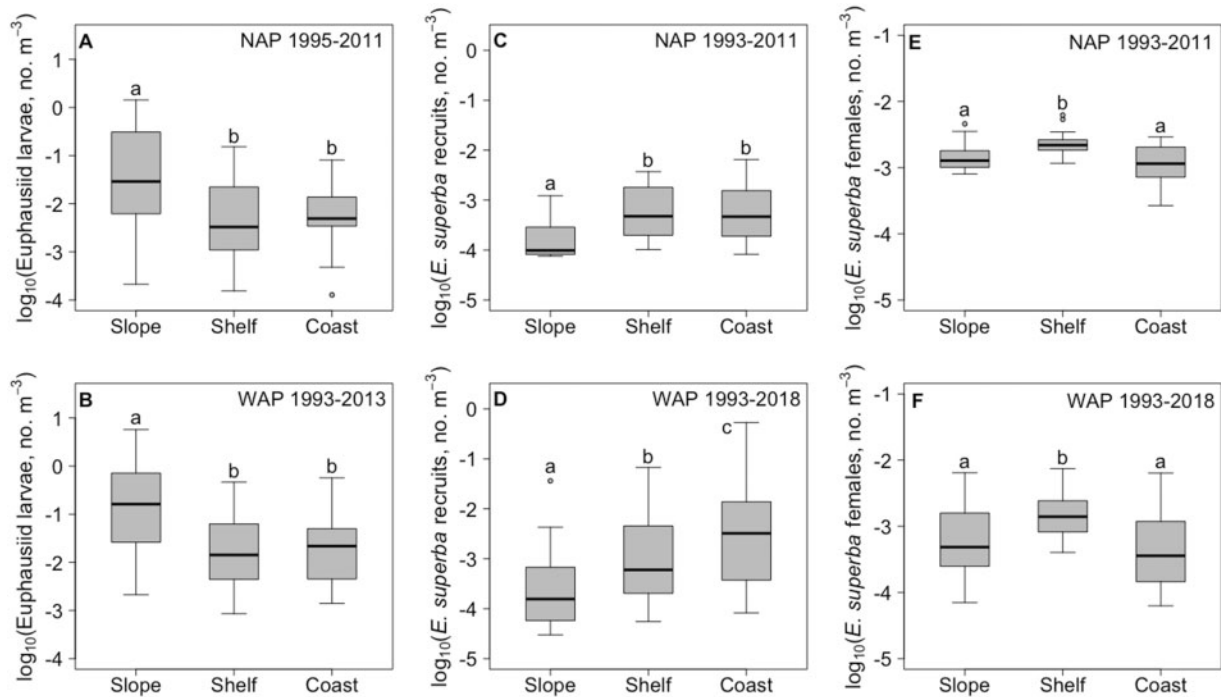 A
NAP 1995-2011
log₁₀(Euphausiid larvae, no. m⁻³)
1
0
-1
-2
-3
-4
a
b
b
Slope
Shelf
Coast
C
NAP 1993-2011
log₁₀(E. superba recruits, no. m⁻³)
0
-1
-2
-3
-4
-5
a
b
b
Slope
Shelf
Coast
E
NAP 1993-2011
log₁₀(E. superba females, no. m⁻³)
-1
-2
-3
-4
-5
a
b
a
Slope
Shelf
Coast
B
WAP 1993-2013
log₁₀(Euphausiid larvae, no. m⁻³)
1
0
-1
-2
-3
-4
a
b
b
Slope
Shelf
Coast
D
WAP 1993-2018
log₁₀(E. superba recruits, no. m⁻³)
0
-1
-2
-3
-4
-5
a
b
c
Slope
Shelf
Coast
F
WAP 1993-2018
log₁₀(E. superba females, no. m⁻³)
-1
-2
-3
-4
-5
a
b
a
Slope
Shelf
Coast